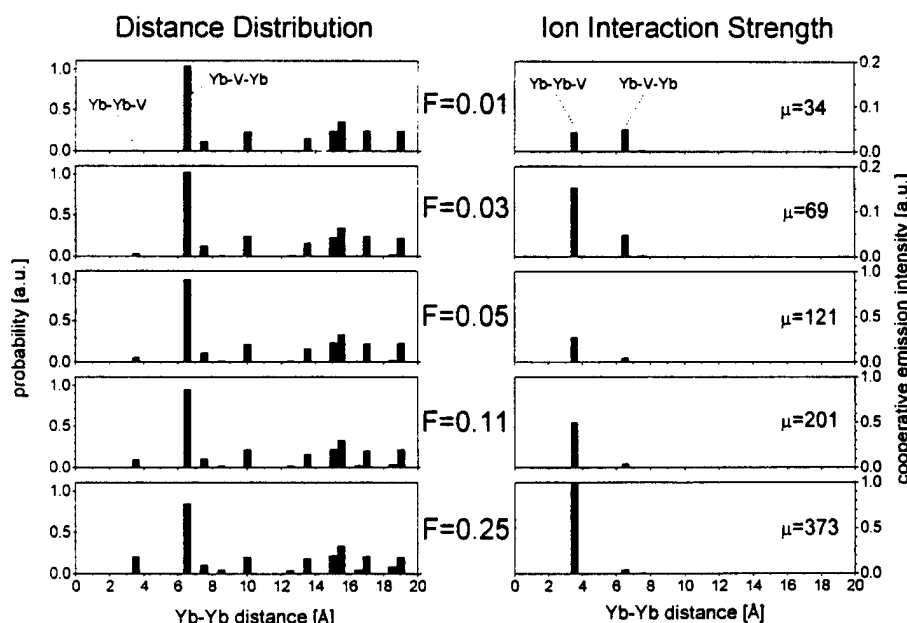 Distance Distribution
Ion Interaction Strength
1.0
0.5
0.0
Yb-Yb-V
Yb-V-Yb
F=0.01
Yb-Yb-V
Yb-V-Yb
μ=34
0.2
0.1
0.0
1.0
0.5
0.0
F=0.03
μ=69
0.2
0.1
0.0
1.0
0.5
0.0
F=0.05
μ=121
1.0
0.5
0.0
1.0
0.5
0.0
F=0.11
μ=201
1.0
0.5
0.0
1.0
0.5
0.0
F=0.25
μ=373
1.0
0.5
0.0
probability [a.u.]
cooperative emission intensity [a.u.]
0 2 4 6 8 10 12 14 16 18 20
0 2 4 6 8 10 12 14 16 18 20
Yb-Yb distance [Å]
Yb-Yb distance [Å]